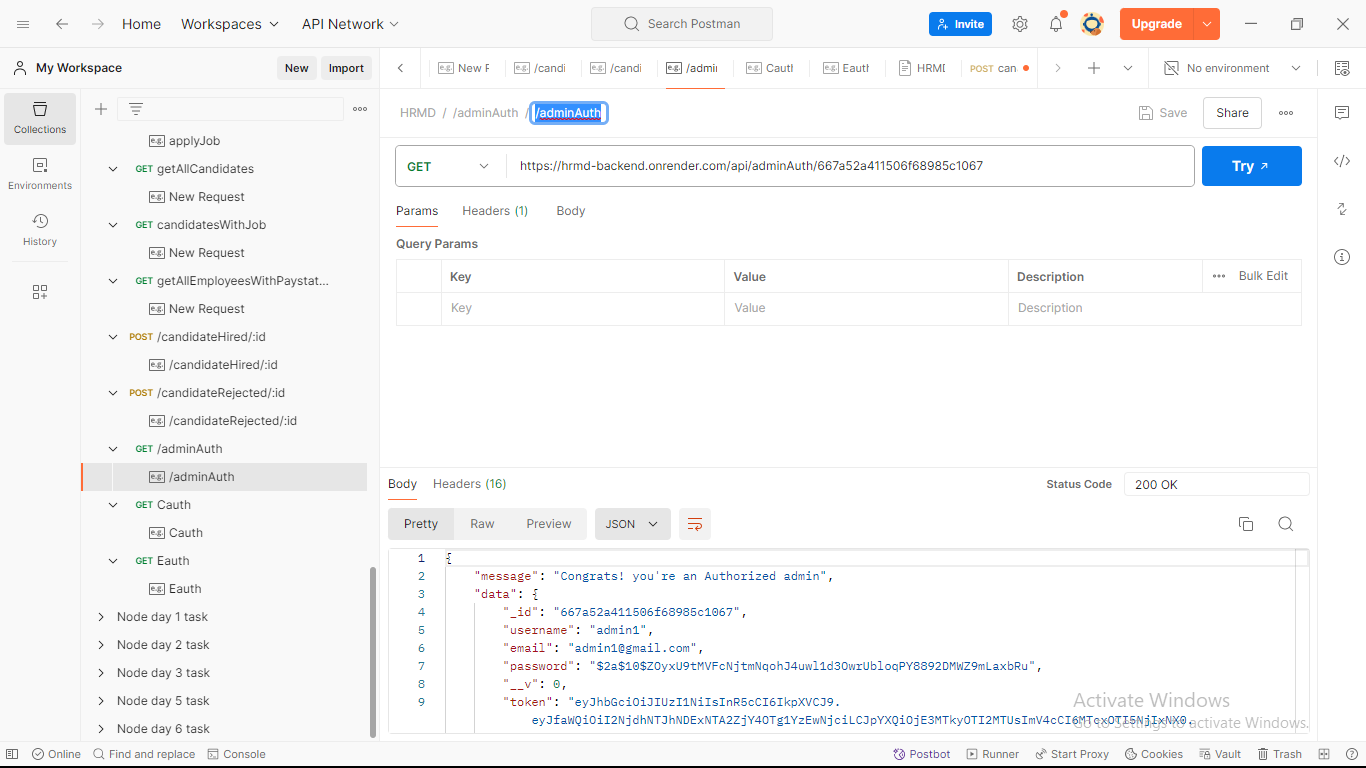 Home
Workspaces
API Network
Search Postman
Invite
Upgrade
My Workspace
New
Import
New F
/candi
/candi
/admii
Cauth
Eauth
HRMD
POST can
No environment
Collections
Environments
History
applyJob
GET getAllCandidates
New Request
GET candidatesWithJob
New Request
GET getAllEmployeesWithPaystat...
New Request
POST /candidateHired/:id
/candidateHired/:id
POST /candidateRejected/:id
/candidateRejected/:id
GET /adminAuth
/adminAuth
GET Cauth
Cauth
GET Eauth
Eauth
Node day 1 task
Node day 2 task
Node day 3 task
Node day 5 task
Node day 6 task
HRMD / /adminAuth / /adminAuth
Save
Share
GET
https://hrmd-backend.onrender.com/api/adminAuth/667a52a411506f68985c1067
Try
Params
Headers (1)
Body
Query Params
Key
Value
Description
Bulk Edit
Key
Value
Description
Body
Headers (16)
Status Code
200 OK
Pretty
Raw
Preview
JSON
1 {
2 "message": "Congrats! you're an Authorized admin",
3 "data": {
4 "_id": "667a52a411506f68985c1067",
5 "username": "admin1",
6 "email": "admin1@gmail.com",
7 "password": "$2a$10$ZOyxU9tMVFcNjtmNqohJ4uwl1d3OwrUbloqPY8892DMWZ9mLaxbRu",
8 "__v": 0,
9 "token": "eyJhbGciOiJIUzI1NiIsInR5cCI6IkpXVCJ9.
Activate Windows
Go to Settings to activate Windows.
Online
Find and replace
Console
Postbot
Runner
Start Proxy
Cookies
Vault
Trash